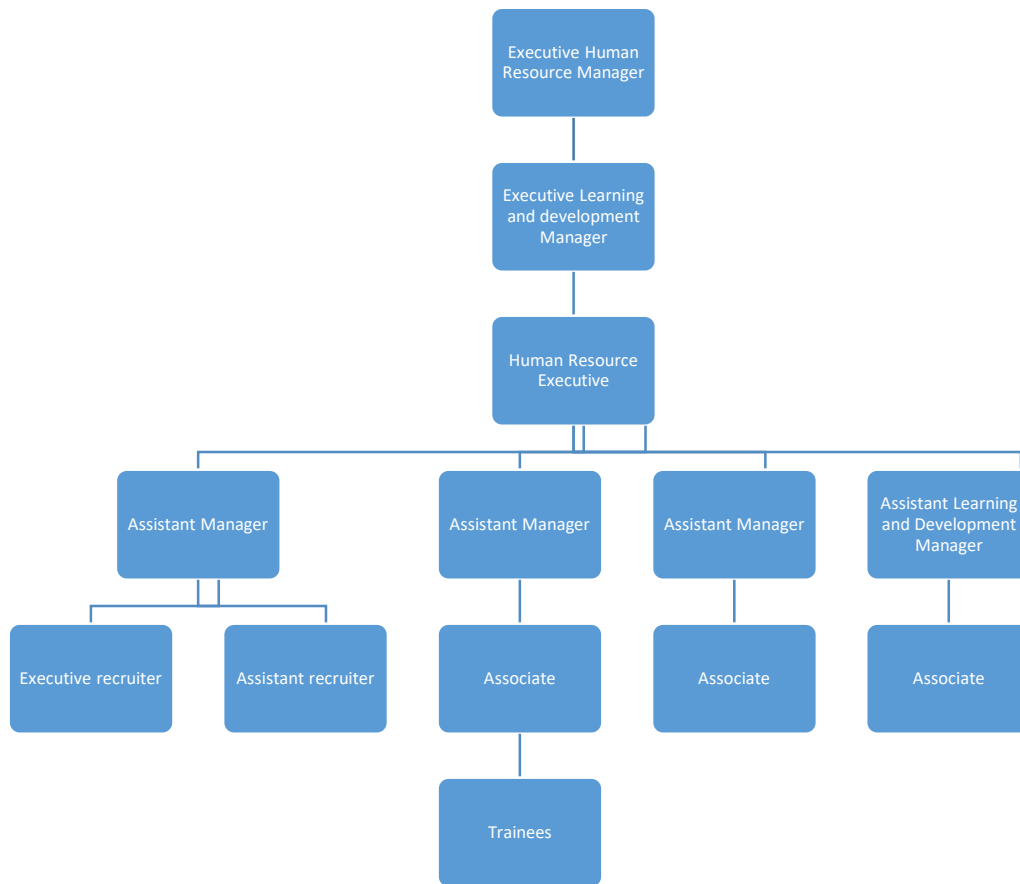 Executive Human
Resource Manager
Executive Learning
and development
Manager
Human Resource
Executive
Assistant Manager
Assistant Manager
Assistant Manager
Assistant Learning
and Development
Manager
Executive recruiter
Assistant recruiter
Associate
Associate
Associate
Trainees